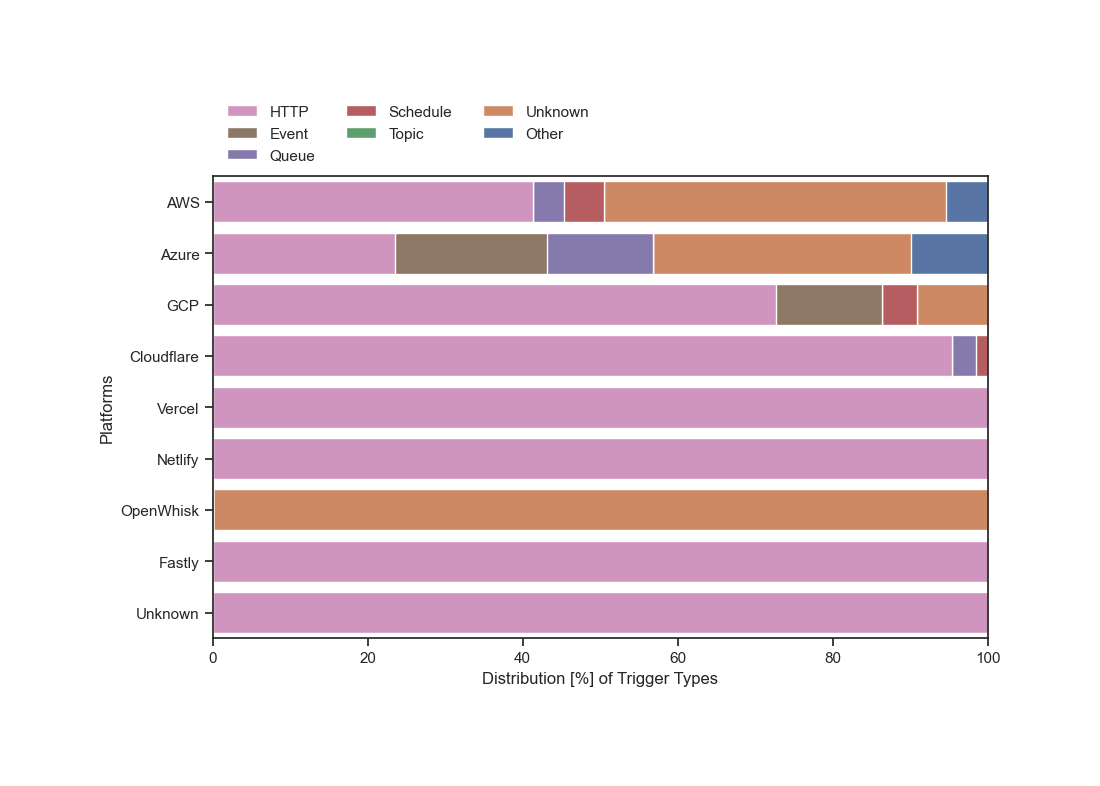 HTTP
Event
Queue
Schedule
Topic
Unknown
Other
AWS
Azure
GCP
Cloudflare
Vercel
Netlify
OpenWhisk
Fastly
Unknown
Platforms
0 20 40 60 80 100
Distribution [%] of Trigger Types